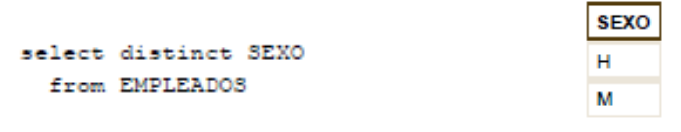 select distinct SEXO
from EMPLEADOS
SEXO
H
M